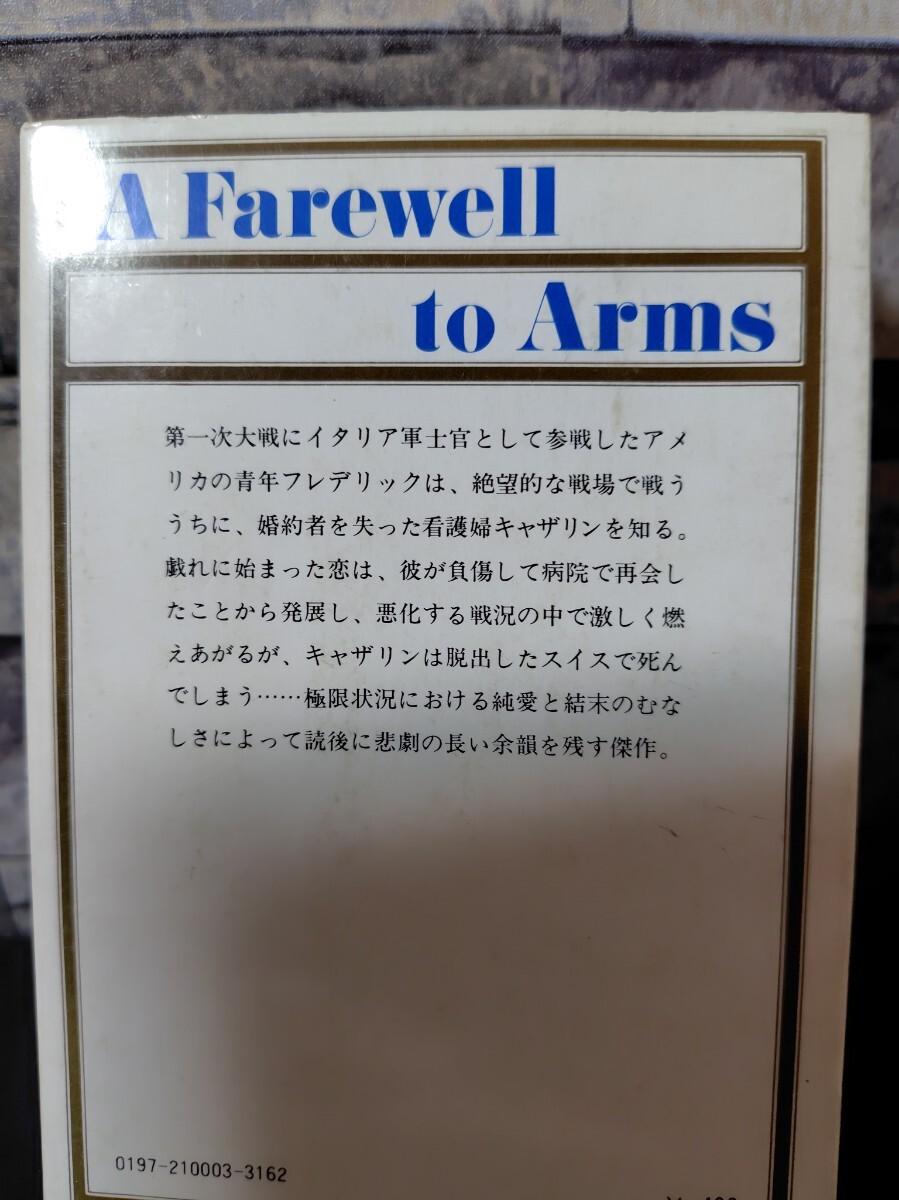 A Farewell
to Arms
第一次大戦にイタリア軍士官として参戦したアメ
リカの青年フレデリックは、絶望的な戦場で戦う
うちに、婚約者を失った看護婦キャザリンを知る。
戯れに始まった恋は、彼が負傷して病院で再会し
たことから発展し、悪化する戦況の中で激しく燃
えあがるが、キャザリンは脱出したスイスで死ん
でしまう……極限状況における純愛と結末のむな
しさによって読後に悲劇の長い余韻を残す傑作。
0197-210003-3162